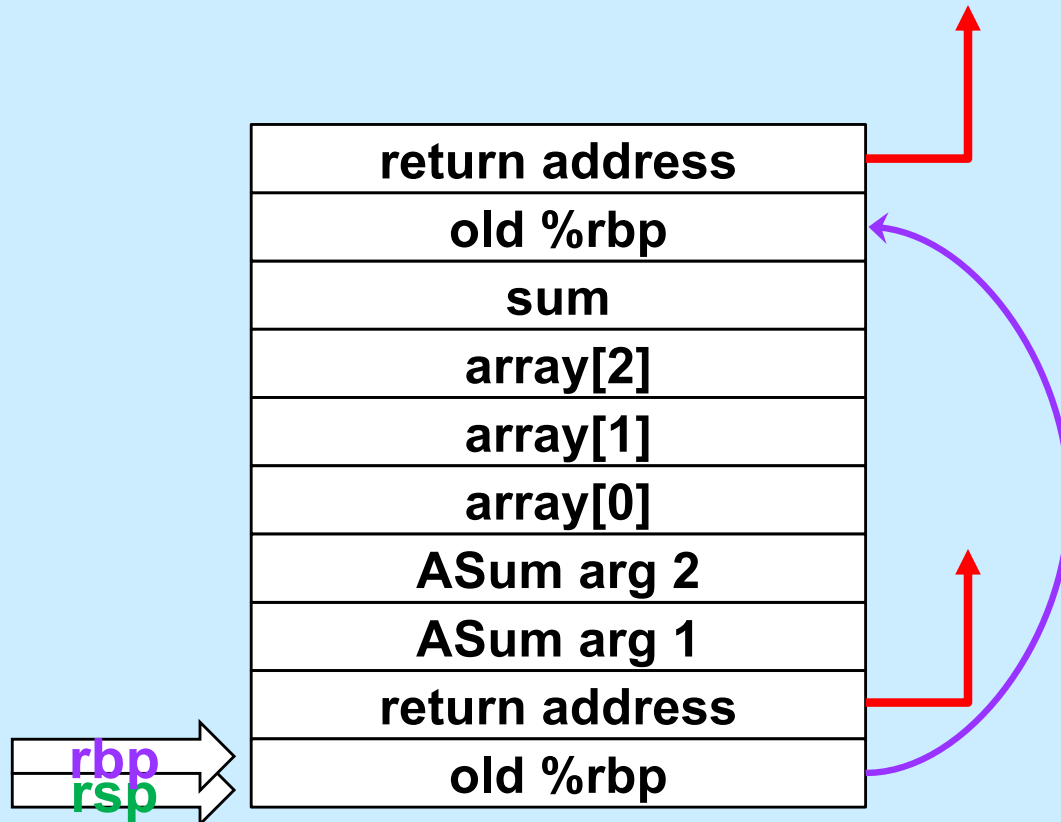 return address
old %rbp
sum
array[2]
array[1]
array[0]
ASum arg 2
ASum arg 1
return address
rbp
old %rbp
rsp